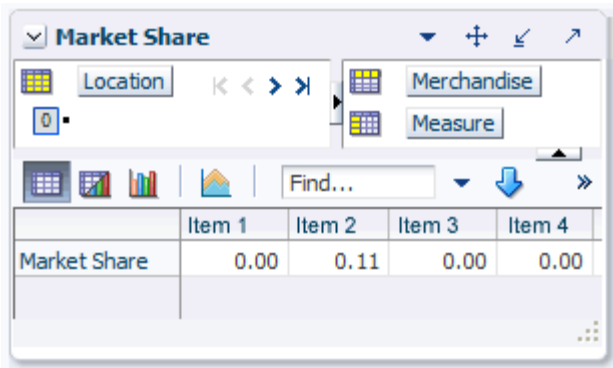 Market Share
Location
Merchandise
0
Measure
Find...
Item 1 Item 2 Item 3 Item 4
Market Share 0.00 0.11 0.00 0.00